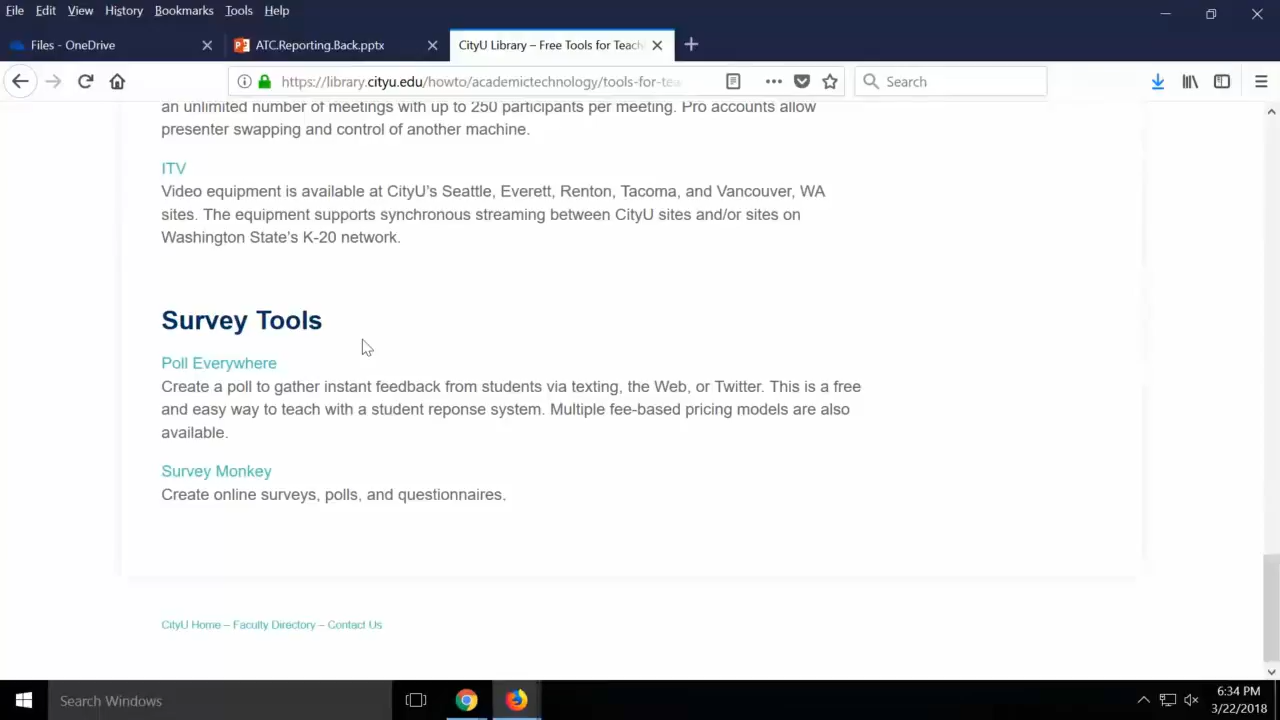 File Edit View History Bookmarks Tools Help
Files - OneDrive
ATC.Reporting.Back.pptx
CityU Library – Free Tools for Teach
https://library.cityu.edu/howto/academictechnology/tools-for-tea
Search
an unlimited number of meetings with up to 250 participants per meeting. Pro accounts allow
presenter swapping and control of another machine.
ITV
Video equipment is available at CityU's Seattle, Everett, Renton, Tacoma, and Vancouver, WA
sites. The equipment supports synchronous streaming between CityU sites and/or sites on
Washington State's K-20 network.
Survey Tools
Poll Everywhere
Create a poll to gather instant feedback from students via texting, the Web, or Twitter. This is a free
and easy way to teach with a student reponse system. Multiple fee-based pricing models are also
available.
Survey Monkey
Create online surveys, polls, and questionnaires.
CityU Home – Faculty Directory – Contact Us
Search Windows
6:34 PM
3/22/2018